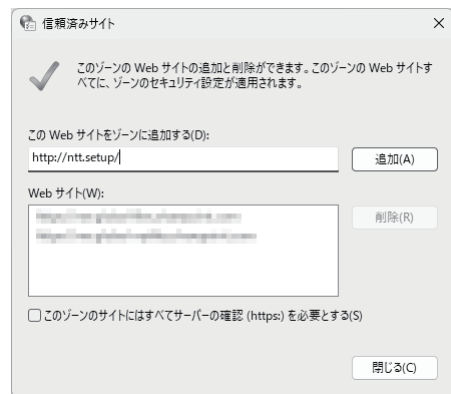 信頼済みサイト
このゾーンの Web サイトの追加と削除ができます。このゾーンの Web サイトす
べてに、ゾーンのセキュリティ設定が適用されます。
この Web サイトをゾーンに追加する(D):
http://ntt.setup/
追加(A)
Web サイト(W):
削除(R)
このゾーンのサイトにはすべてサーバーの確認 (https:) を必要とする(S)
閉じる(C)